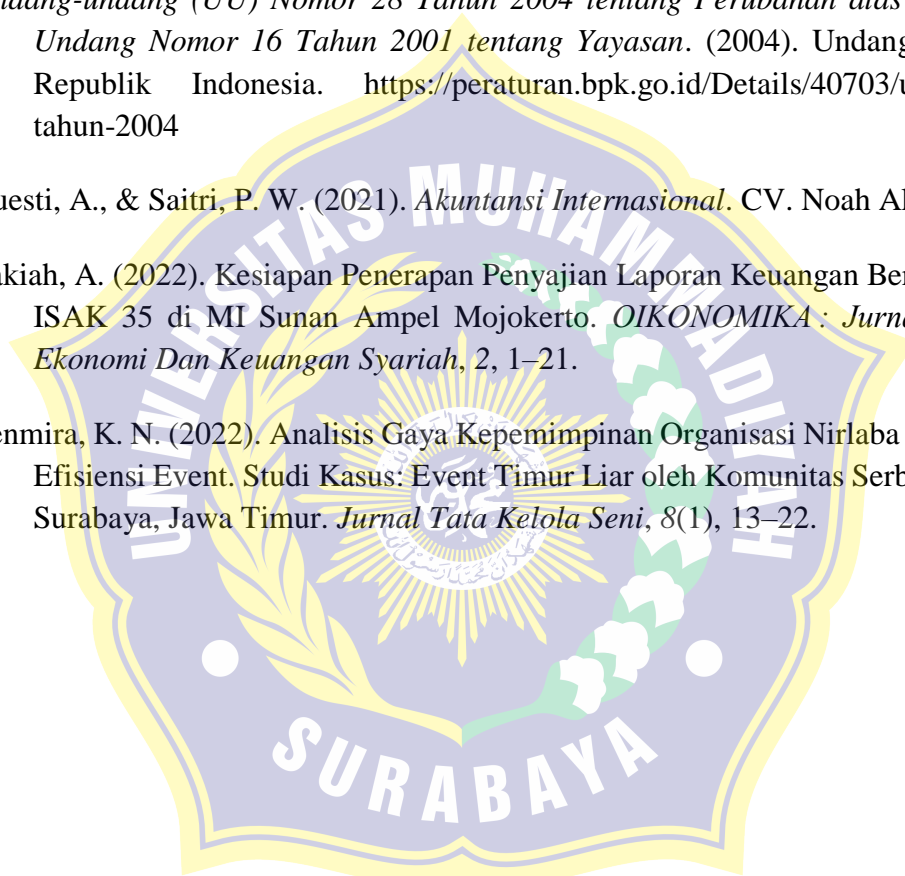 ndang-undang (UU) Nomor 28 Tahun 2004 tentang Perubahan atas
Undang Nomor 16 Tahun 2001 tentang Yayasan. (2004). Undang
Republik Indonesia. https://peraturan.bpk.go.id/Details/40703/u
tahun-2004
uesti, A., & Saitri, P. W. (2021). Akuntansi Internasional. CV. Noah Al
akiah, A. (2022). Kesiapan Penerapan Penyajian Laporan Keuangan Ber
ISAK 35 di MI Sunan Ampel Mojokerto. OIKONOMIKA : Jurna
Ekonomi Dan Keuangan Syariah, 2, 1–21.
enmira, K. N. (2022). Analisis Gaya Kepemimpinan Organisasi Nirlaba
Efisiensi Event. Studi Kasus: Event Timur Liar oleh Komunitas Serb
Surabaya, Jawa Timur. Jurnal Tata Kelola Seni, 8(1), 13–22.
UNIVERSITAS MUHAMMADIYAH
SURABAYA